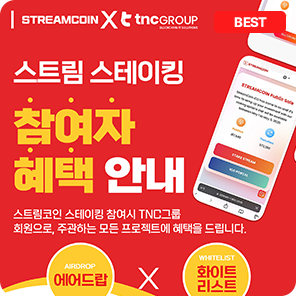 STREAMCOIN X tncGROUP
BLOCKCHAIN IT SOLUTIONS
BEST
스트림 스테이킹
참여자
혜택 안내
스트림코인 스테이킹 참여시 TNC그룹
회원으로, 주관하는 모든 프로젝트에 혜택을 드립니다.
STREAMCOIN Public Sale
STAKE STREAM
AIRDROP
에어드랍
X
WHITELIST
화이트
리스트